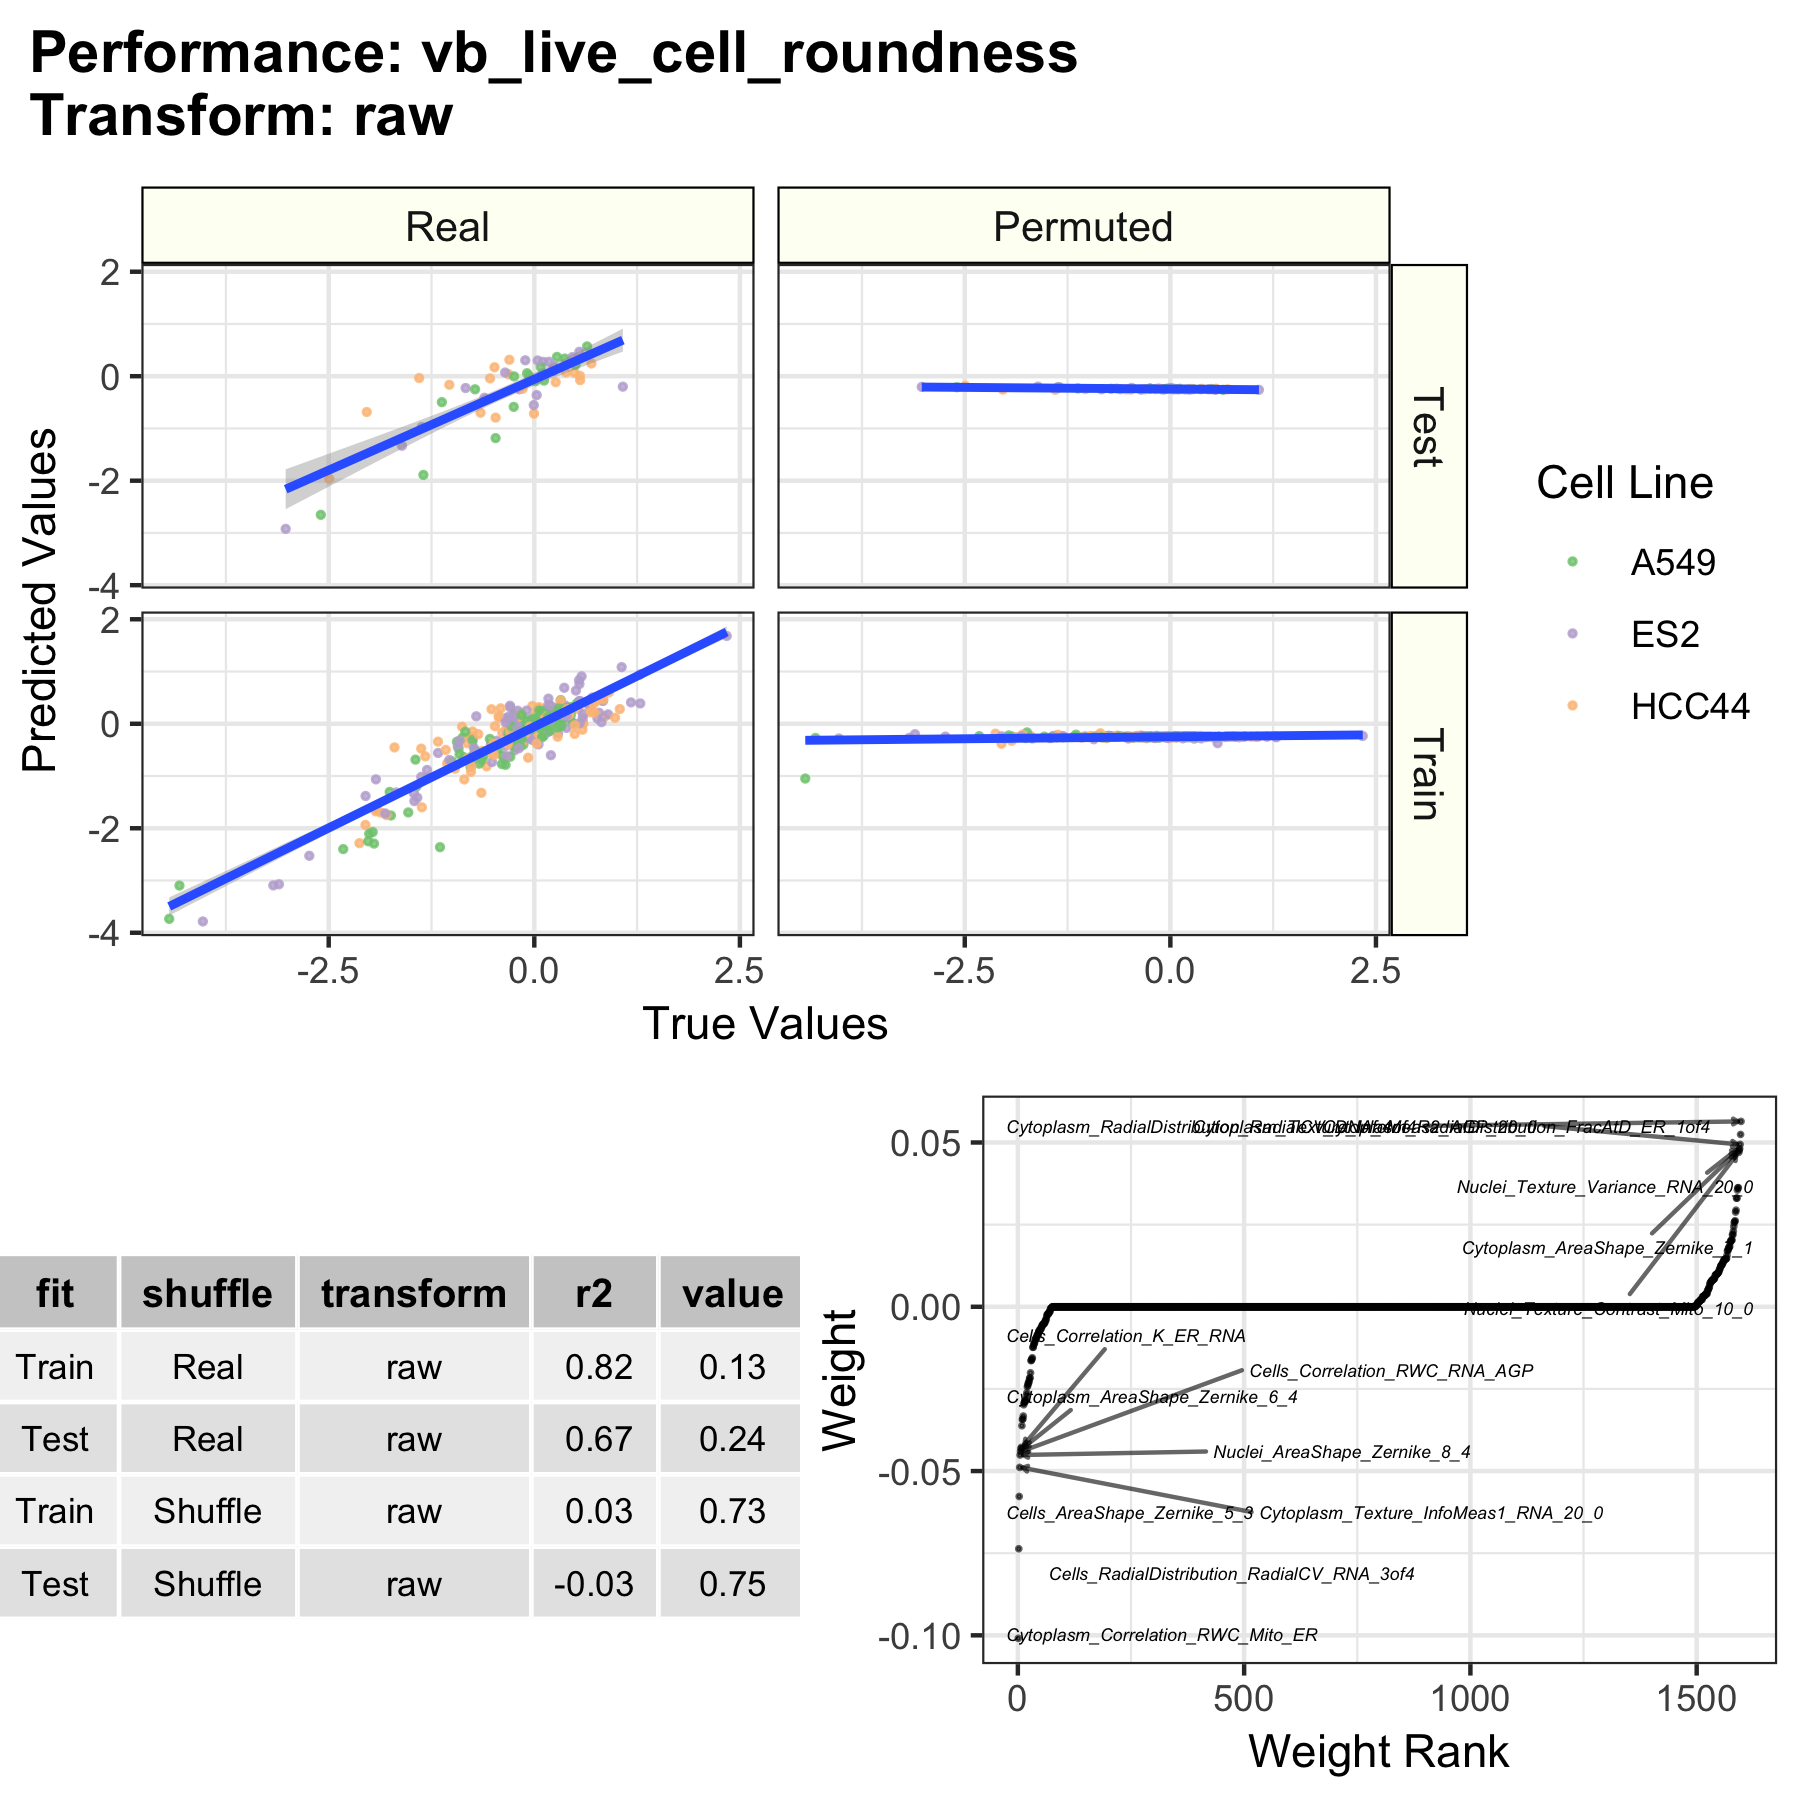 Performance: vb_live_cell_roundness
Transform: raw
Real
Permuted
2
0
-2
-4
Test
2
0
-2
-4
Train
Predicted Values
-2.5
0.0
2.5
-2.5
0.0
2.5
True Values
Cell Line
A549
ES2
HCC44
fit shuffle transform r2 value
Train Real raw 0.82 0.13
Test Real raw 0.67 0.24
Train Shuffle raw 0.03 0.73
Test Shuffle raw -0.03 0.75
Weight
0.05
0.00
-0.05
-0.10
Nuclei_Texture_Variance_RNA_20_0
Nuclei_Texture_Contrast_Mito_10_0
Cells_Correlation_K_ER_RNA
Cells_Correlation_RWC_RNA_AGP
Cytoplasm_AreaShape_Zernike_6_4
Nuclei_AreaShape_Zernike_8_4
Cells_AreaShape_Zernike_5_3
Cytoplasm_Texture_InfoMeas1_RNA_20_0
Cells_RadialDistribution_RadialCV_RNA_3of4
Cytoplasm_Correlation_RWC_Mito_ER
0
500
1000
1500
Weight Rank